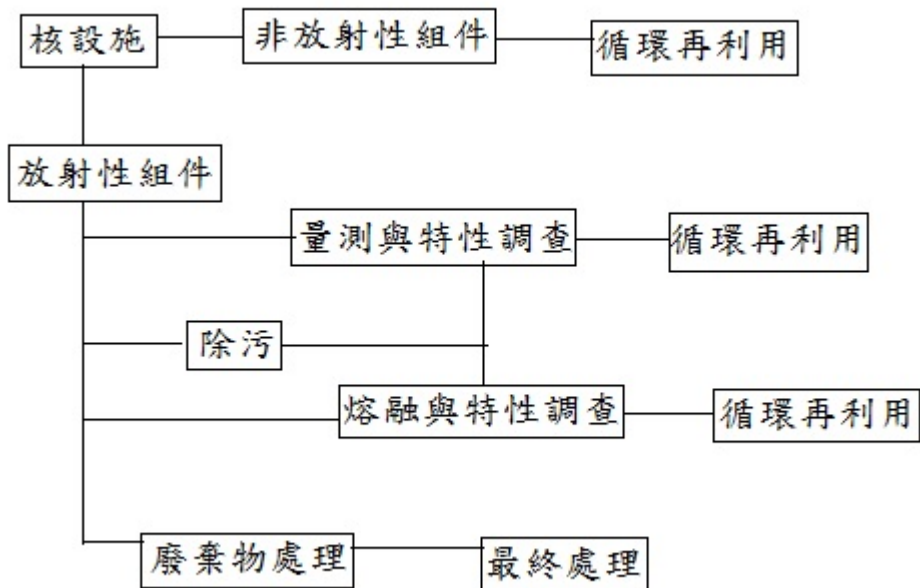 核設施
非放射性組件
循環再利用
放射性組件
量測與特性調查
循環再利用
除污
熔融與特性調查
循環再利用
廢棄物處理
最終處理